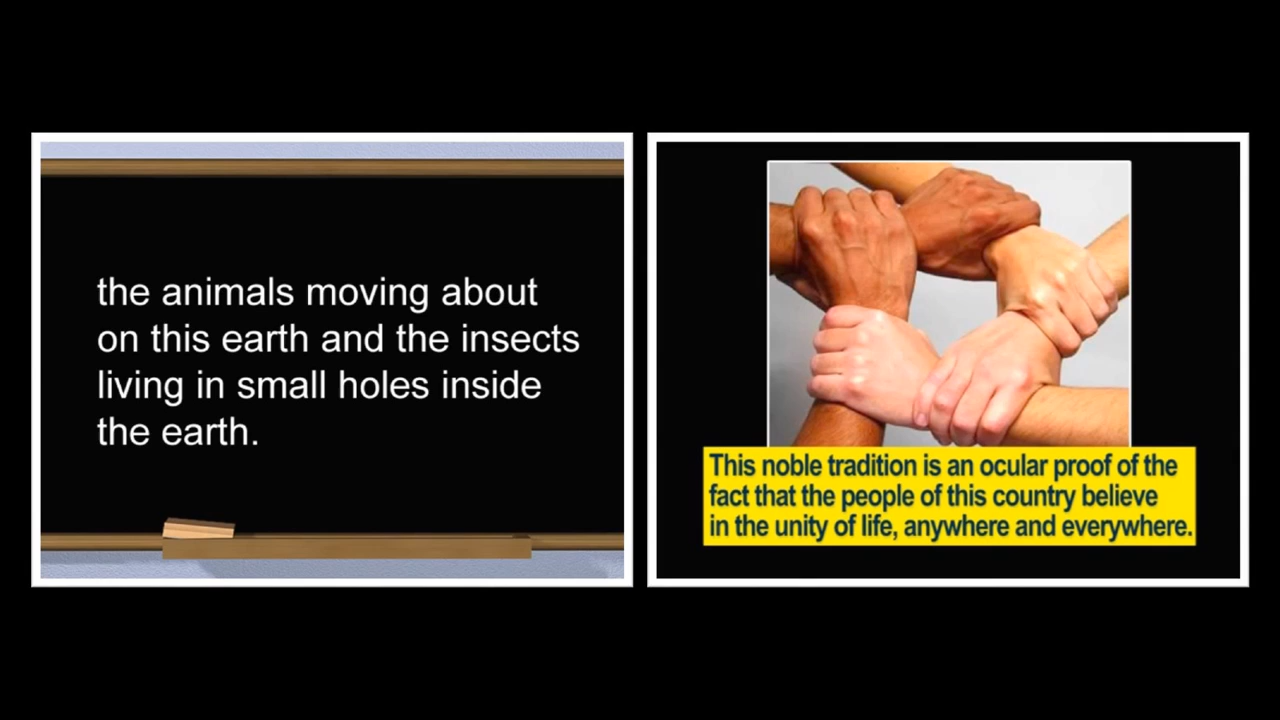 the animals moving about
on this earth and the insects
living in small holes inside
the earth.
This noble tradition is an ocular proof of the
fact that the people of this country believe
in the unity of life, anywhere and everywhere.